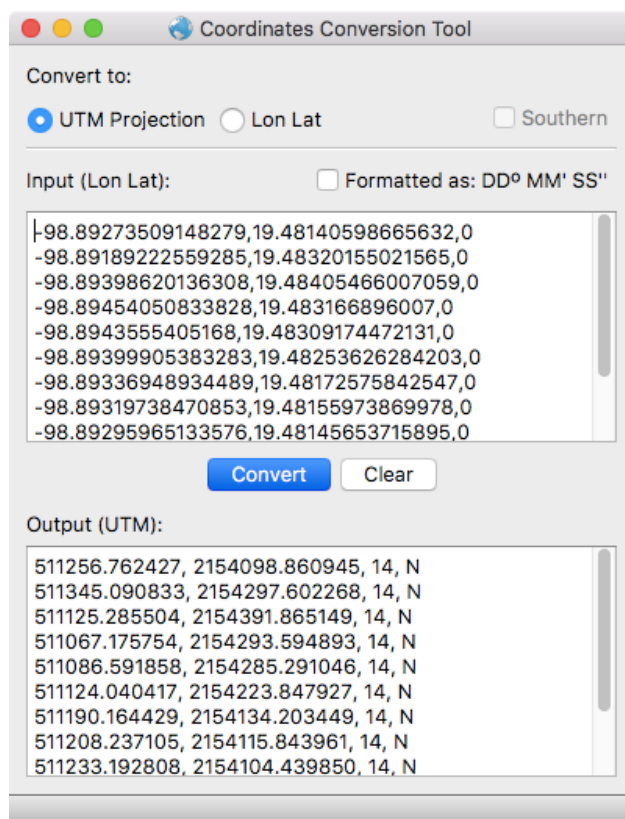 Coordinates Conversion Tool
Convert to:
UTM Projection Lon Lat Southern
Input (Lon Lat): Formatted as: DDº MM' SS''
-98.89273509148279,19.48140598665632,0
-98.89189222559285,19.48320155021565,0
-98.89398620136308,19.48405466007059,0
-98.89454050833828,19.483166896007,0
-98.8943555405168,19.48309174472131,0
-98.89399905383283,19.48253626284203,0
-98.89336948934489,19.48172575842547,0
-98.89319738470853,19.48155973869978,0
-98.89295965133576,19.48145653715895,0
Convert Clear
Output (UTM):
511256.762427, 2154098.860945, 14, N
511345.090833, 2154297.602268, 14, N
511125.285504, 2154391.865149, 14, N
511067.175754, 2154293.594893, 14, N
511086.591858, 2154285.291046, 14, N
511124.040417, 2154223.847927, 14, N
511190.164429, 2154134.203449, 14, N
511208.237105, 2154115.843961, 14, N
511233.192808, 2154104.439850, 14, N